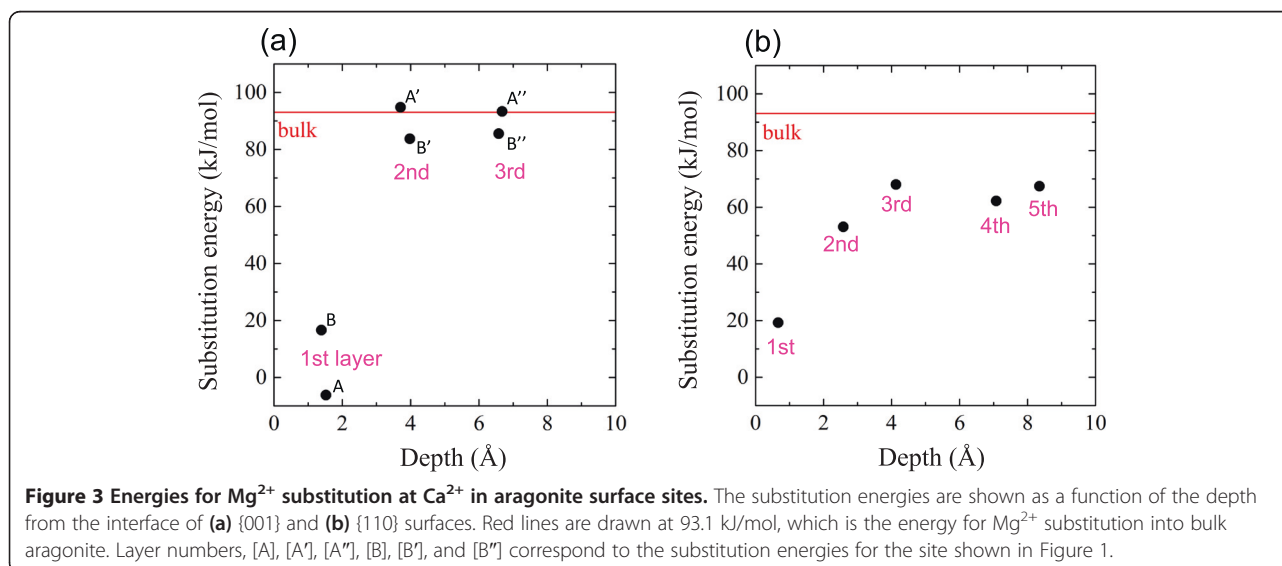 (a)
Substitution energy (kJ/mol)
100
80
60
40
20
0
bulk
A′
B′
2nd
A′′
B′′
3rd
B
1st layer
A
0 2 4 6 8 10
Depth (Å)
(b)
Substitution energy (kJ/mol)
100
80
60
40
20
0
bulk
1st
2nd
3rd
4th
5th
0 2 4 6 8 10
Depth (Å)
Figure 3 Energies for Mg²⁺ substitution at Ca²⁺ in aragonite surface sites. The substitution energies are shown as a function of the depth
from the interface of (a) {001} and (b) {110} surfaces. Red lines are drawn at 93.1 kJ/mol, which is the energy for Mg²⁺ substitution into bulk
aragonite. Layer numbers, [A], [A′], [A″], [B], [B′], and [B″] correspond to the substitution energies for the site shown in Figure 1.